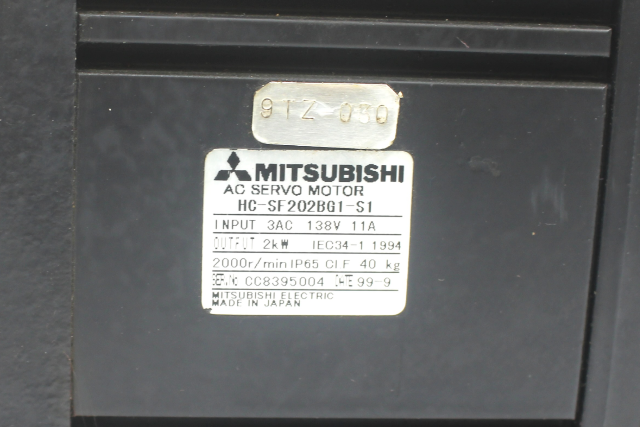 91Z 080
MITSUBISHI
AC SERVO MOTOR
HC-SF202BG1-S1
INPUT 3AC 138V 11A
OUTPUT 2kW IEC34-1 1994
2000r/min IP65 Cl F 40 kg
SER.No CC8395004 DATE 99-9
MITSUBISHI ELECTRIC
MADE IN JAPAN